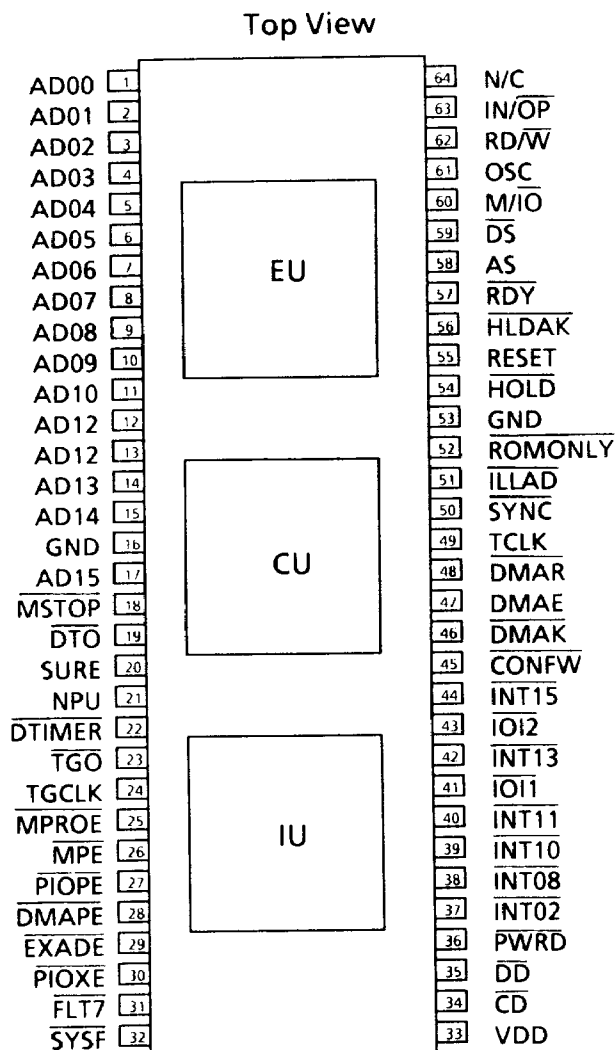 Top View
AD00 1
AD01 2
AD02 3
AD03 4
AD04 5
AD05 6
AD06 7
AD07 8
AD08 9
AD09 10
AD10 11
AD12 12
AD12 13
AD13 14
AD14 15
GND 16
AD15 17
MSTOP 18
DTO 19
SURE 20
NPU 21
DTIMER 22
TGO 23
TGCLK 24
MPROE 25
MPE 26
PIOPE 27
DMAPE 28
EXADE 29
PIOXE 30
FLT7 31
SYSF 32
EU
CU
IU
64 N/C
63 IN/OP
62 RD/W
61 OSC
60 M/IO
59 DS
58 AS
57 RDY
56 HLDAK
55 RESET
54 HOLD
53 GND
52 ROMONLY
51 ILLAD
50 SYNC
49 TCLK
48 DMAR
47 DMAE
46 DMAK
45 CONFW
44 INT15
43 IOI2
42 INT13
41 IOI1
40 INT11
39 INT10
38 INT08
37 INT02
36 PWRD
35 DD
34 CD
33 VDD